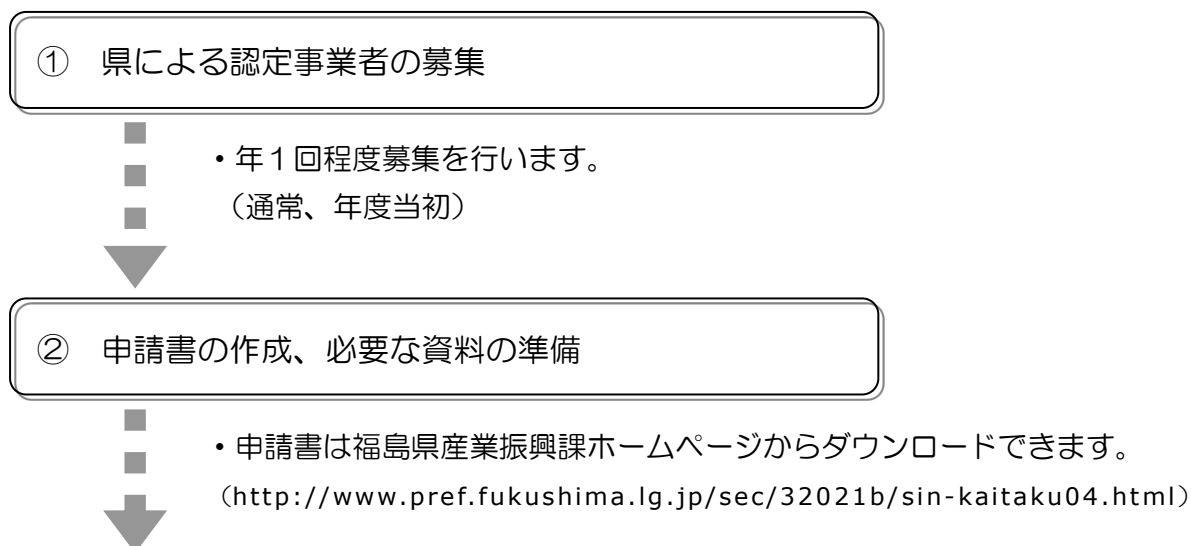 ① 県による認定事業者の募集
・年１回程度募集を行います。
（通常、年度当初）
② 申請書の作成、必要な資料の準備
・申請書は福島県産業振興課ホームページからダウンロードできます。
（http://www.pref.fukushima.lg.jp/sec/32021b/sin-kaitaku04.html）